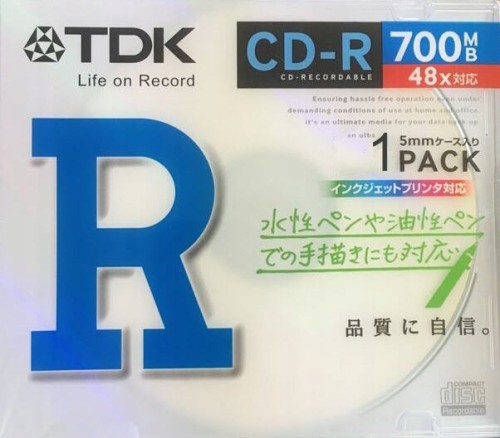 TDK
Life on Record
CD-R
CD-RECORDABLE
700MB
48x対応
Ensuring hassle free operation even under
demanding conditions of use at home and office,
it's an ultimate media for your data back up
5mmケース入り
1PACK
インクジェットプリンタ対応
水性ペンや油性ペン
での手描きにも対応
R
品質に自信。
COMPACT
disc
Recordable